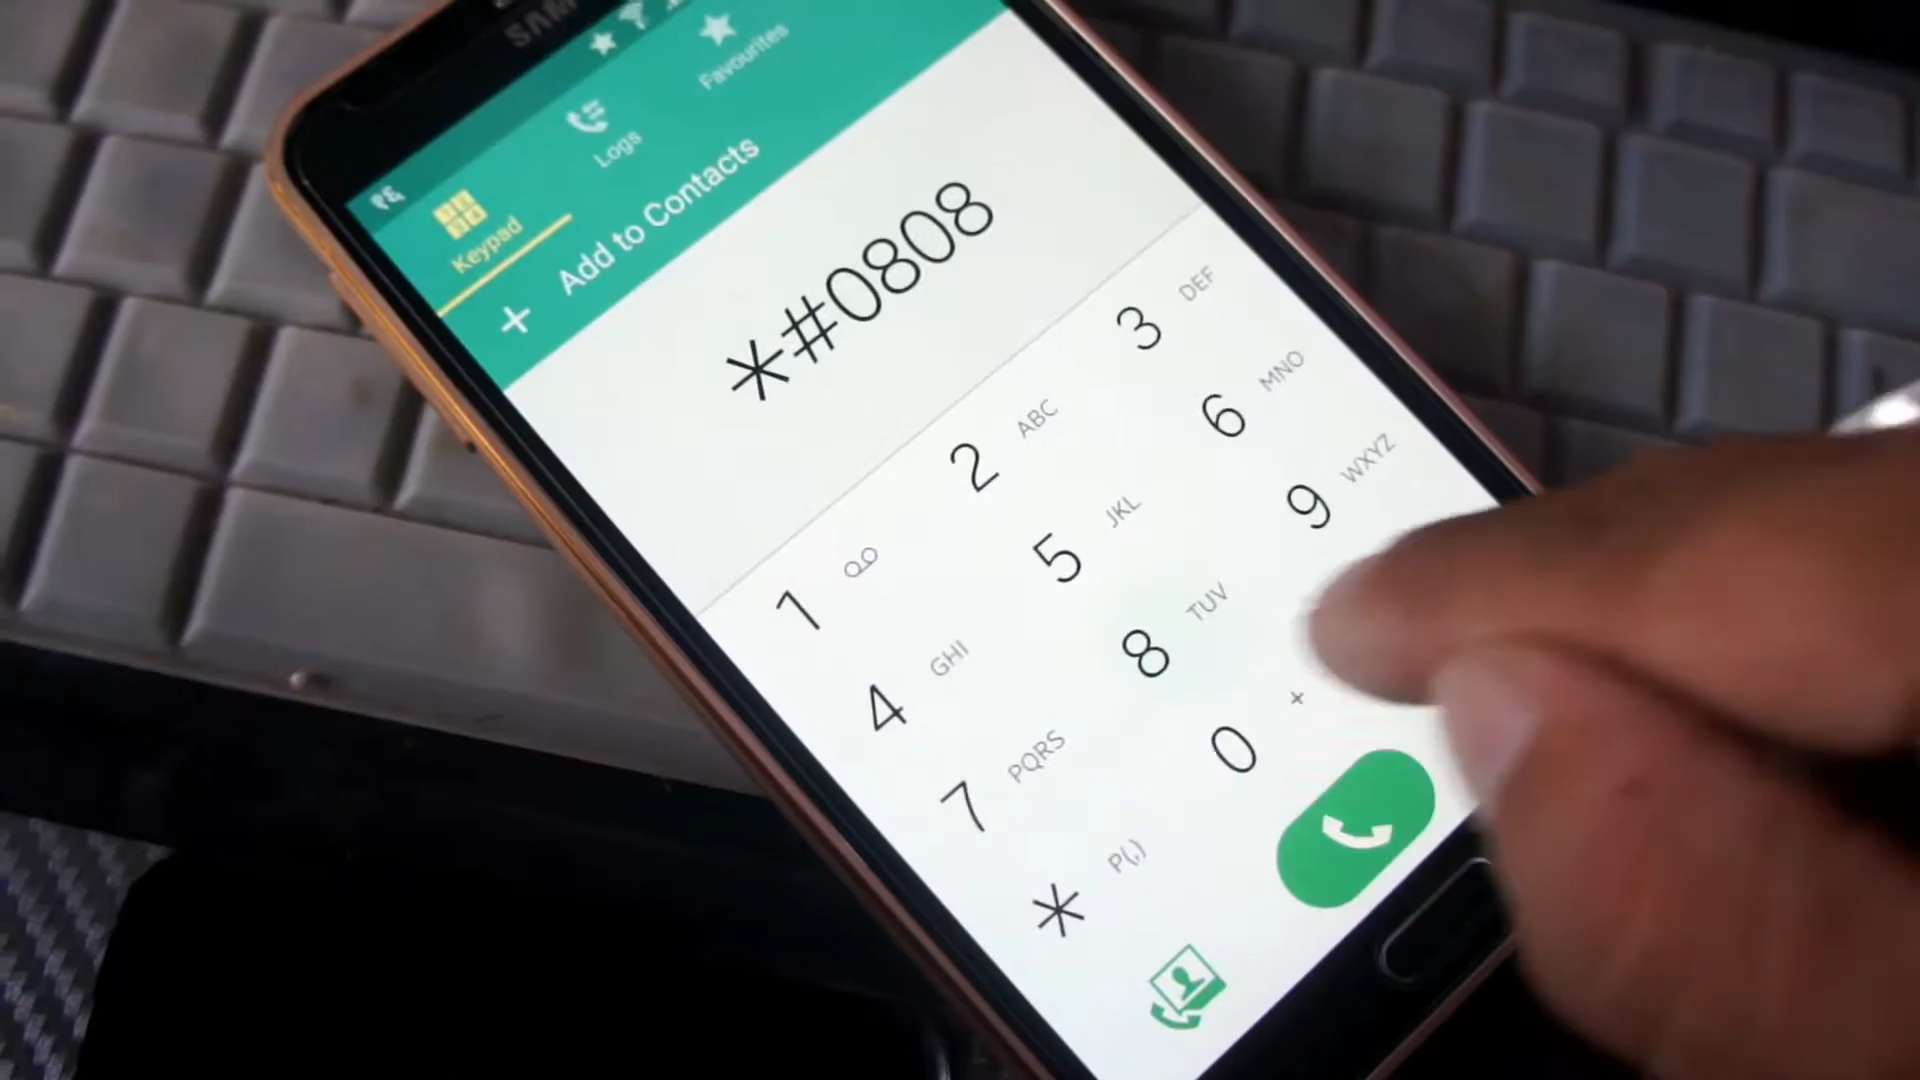 SAM
Keypad
Logs
Favourites
+ Add to Contacts
*#0808
1
2 ABC
3 DEF
4 GHI
5 JKL
6 MNO
7 PQRS
8 TUV
9 WXYZ
* P(,)
0 +